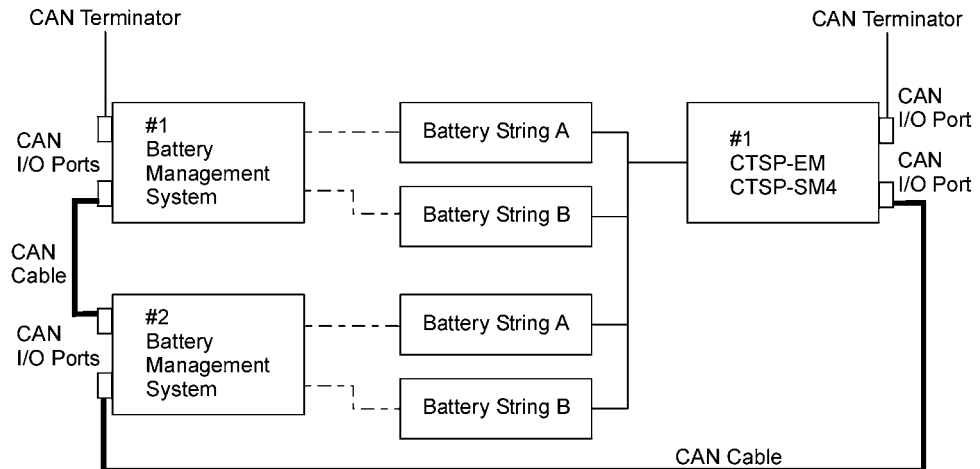 CAN Terminator
CAN Terminator
CAN
I/O Ports
#1
Battery
Management
System
Battery String A
Battery String B
#1
CTSP-EM
CTSP-SM4
CAN
I/O Port
CAN
I/O Port
CAN
Cable
CAN
I/O Ports
#2
Battery
Management
System
Battery String A
Battery String B
CAN Cable